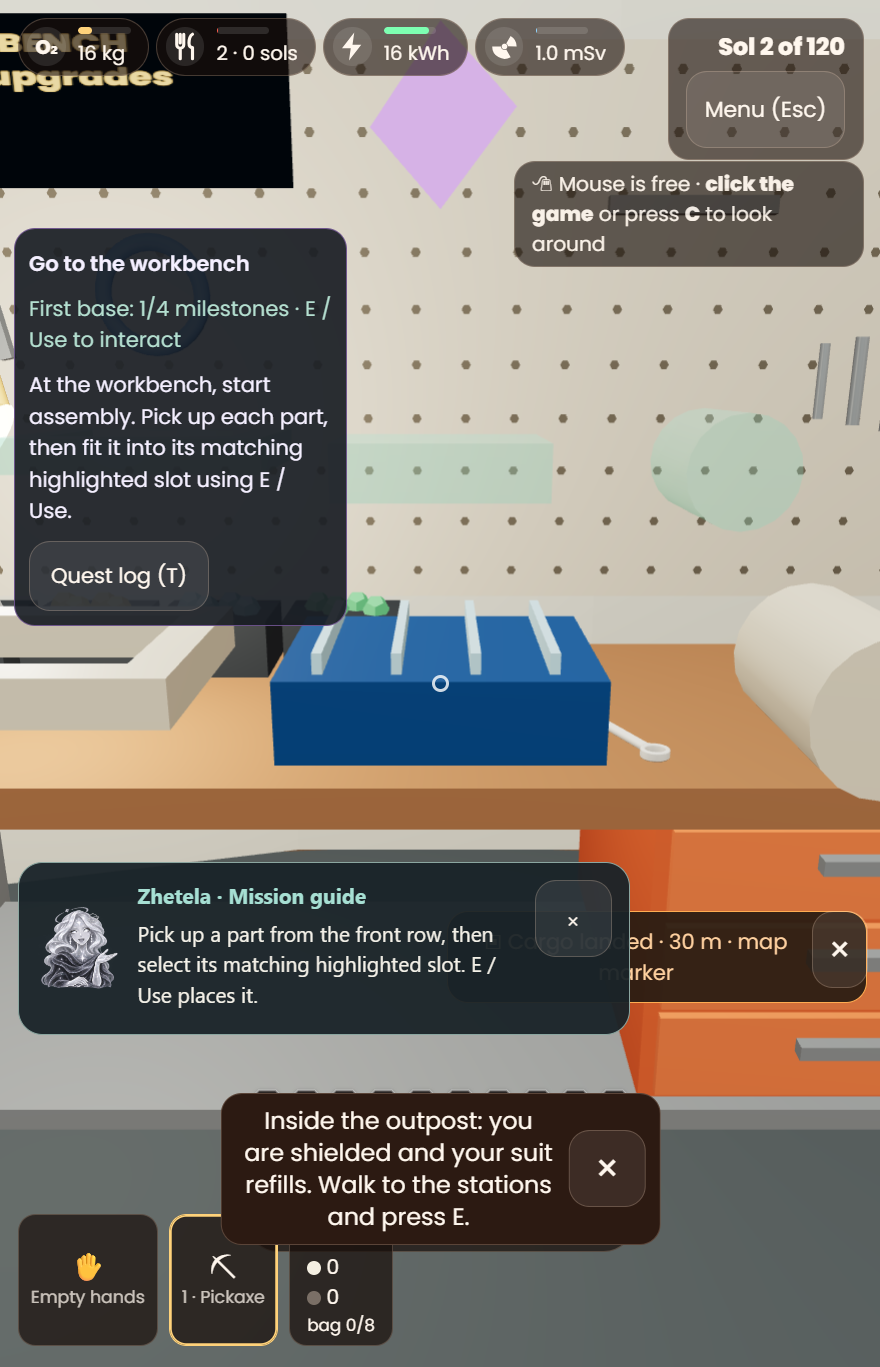 BENCH
upgrades
O₂ 16 kg
2 · 0 sols
16 kWh
1.0 mSv
Sol 2 of 120
Menu (Esc)
Mouse is free · click the
game or press C to look
around
Go to the workbench
First base: 1/4 milestones · E /
Use to interact
At the workbench, start
assembly. Pick up each part,
then fit it into its matching
highlighted slot using E /
Use.
Quest log (T)
Zhetela · Mission guide
Pick up a part from the front row, then
select its matching highlighted slot. E /
Use places it.
×
Cargo landed · 30 m · map
marker
✕
Inside the outpost: you
are shielded and your suit
refills. Walk to the stations
and press E.
✕
Empty hands
1 · Pickaxe
0
0
bag 0/8